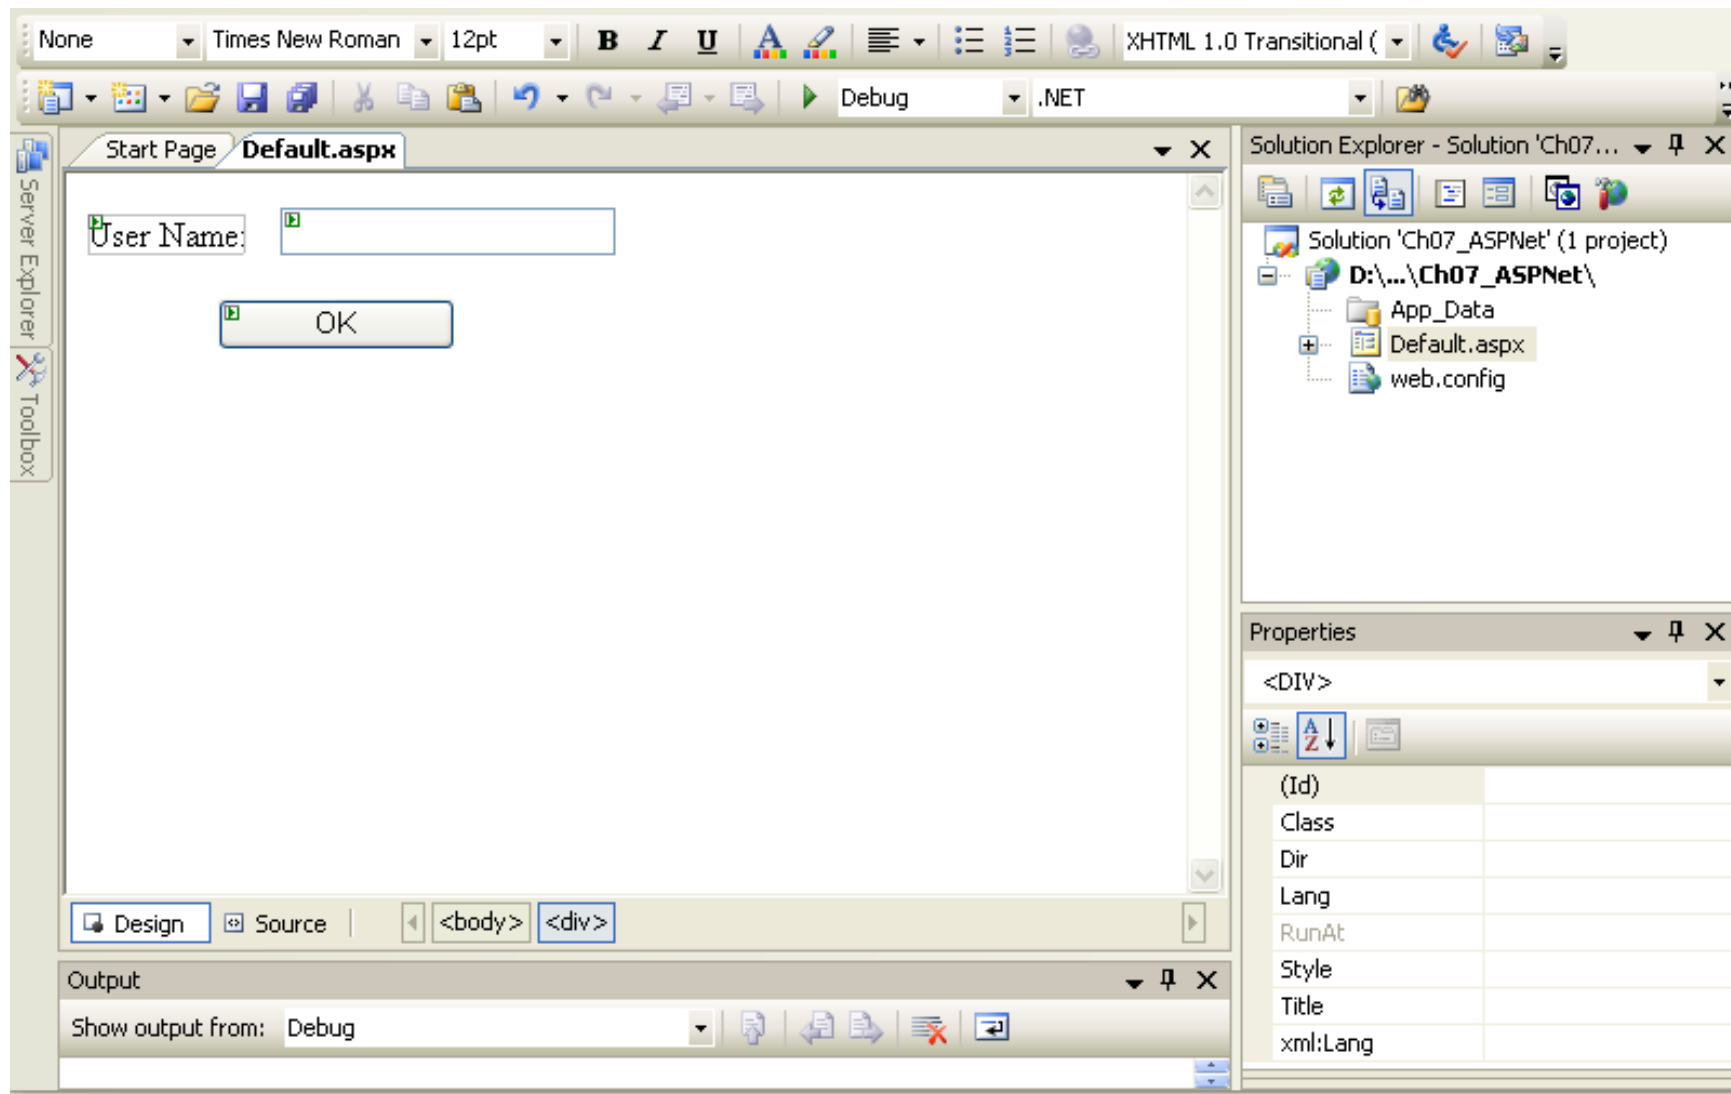 None Times New Roman 12pt B I U A XHTML 1.0 Transitional (
Debug .NET
Server Explorer
Toolbox
Start Page Default.aspx
User Name:
OK
Design Source <body> <div>
Output
Show output from: Debug
Solution Explorer - Solution 'Ch07...
Solution 'Ch07_ASPNet' (1 project)
D:\...\Ch07_ASPNet\
App_Data
Default.aspx
web.config
Properties
<DIV>
(Id)
Class
Dir
Lang
RunAt
Style
Title
xml:Lang